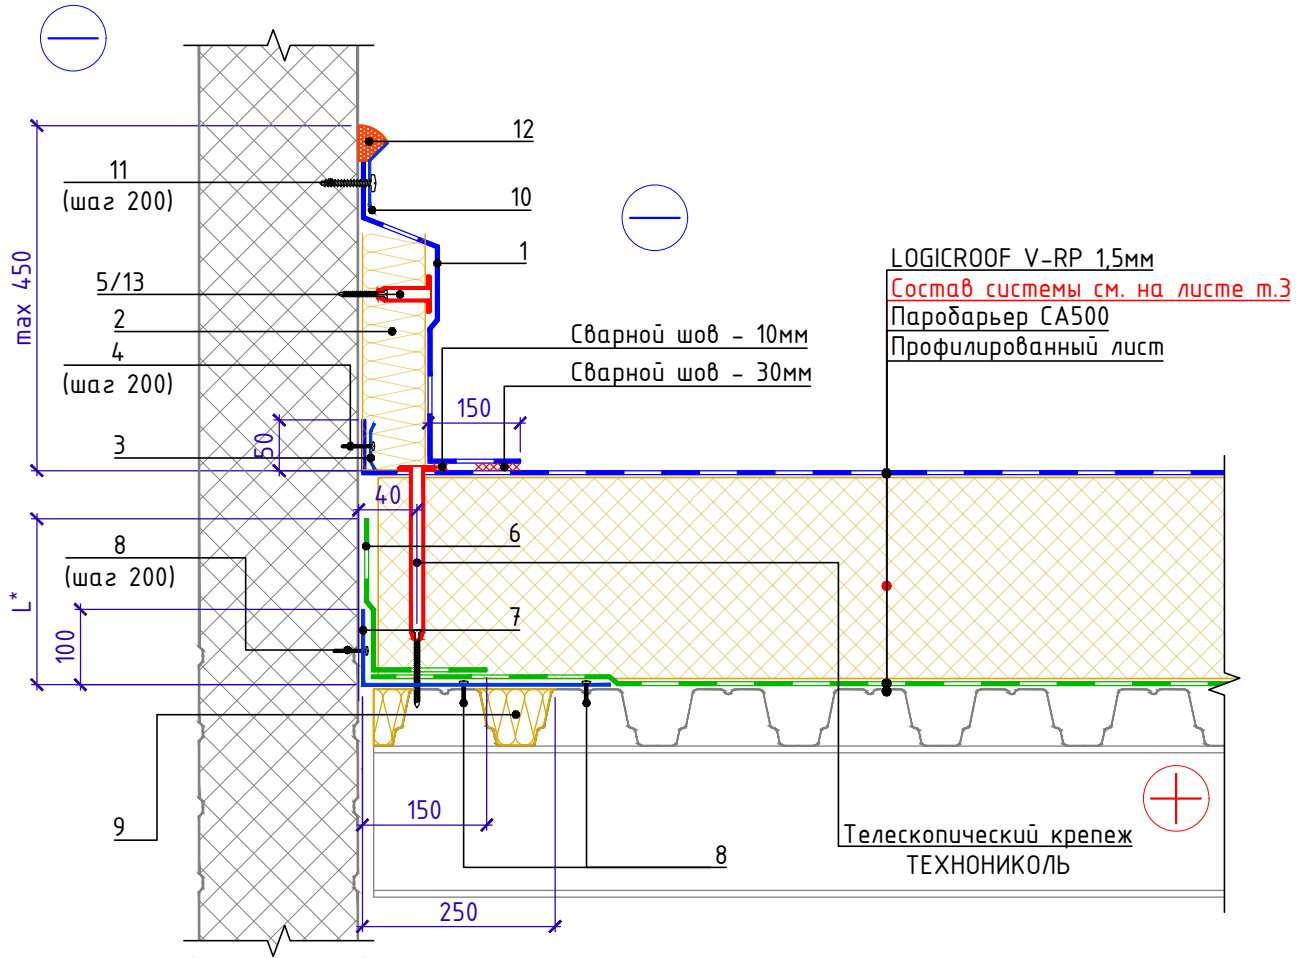 12
11
(шаг 200)
10
1
max 450
5/13
2
4
(шаг 200)
3
50
LOGICROOF V-RP 1,5мм
Состав системы см. на листе т.3
Паробарьер СА500
Профилированный лист
Сварной шов - 10мм
Сварной шов - 30мм
150
40
6
8
(шаг 200)
7
L*
100
150
9
8
250
Телескопический крепеж
ТЕХНОНИКОЛЬ